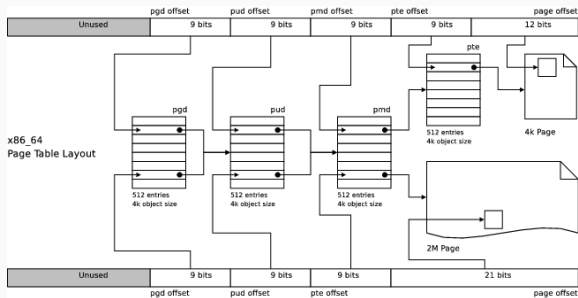 pgd offset pud offset pmd offset pte offset page offset
Unused 9 bits 9 bits 9 bits 9 bits 12 bits
pte
pgd pud pmd
512 entries
4k object size
4k Page
x86_64
Page Table Layout
512 entries 512 entries 512 entries
4k object size 4k object size 4k object size
2M Page
Unused 9 bits 9 bits 9 bits 21 bits
pgd offset pud offset pte offset page offset